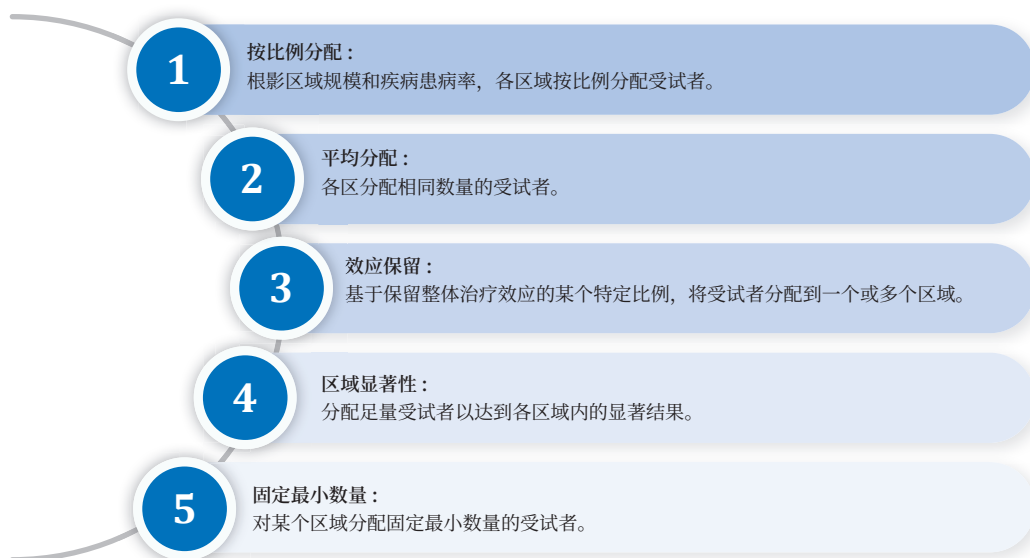 1
按比例分配：
根影区域规模和疾病患病率，各区域按比例分配受试者。
2
平均分配：
各区分配相同数量的受试者。
3
效应保留：
基于保留整体治疗效应的某个特定比例，将受试者分配到一个或多个区域。
4
区域显著性：
分配足量受试者以达到各区域内的显著结果。
5
固定最小数量：
对某个区域分配固定最小数量的受试者。